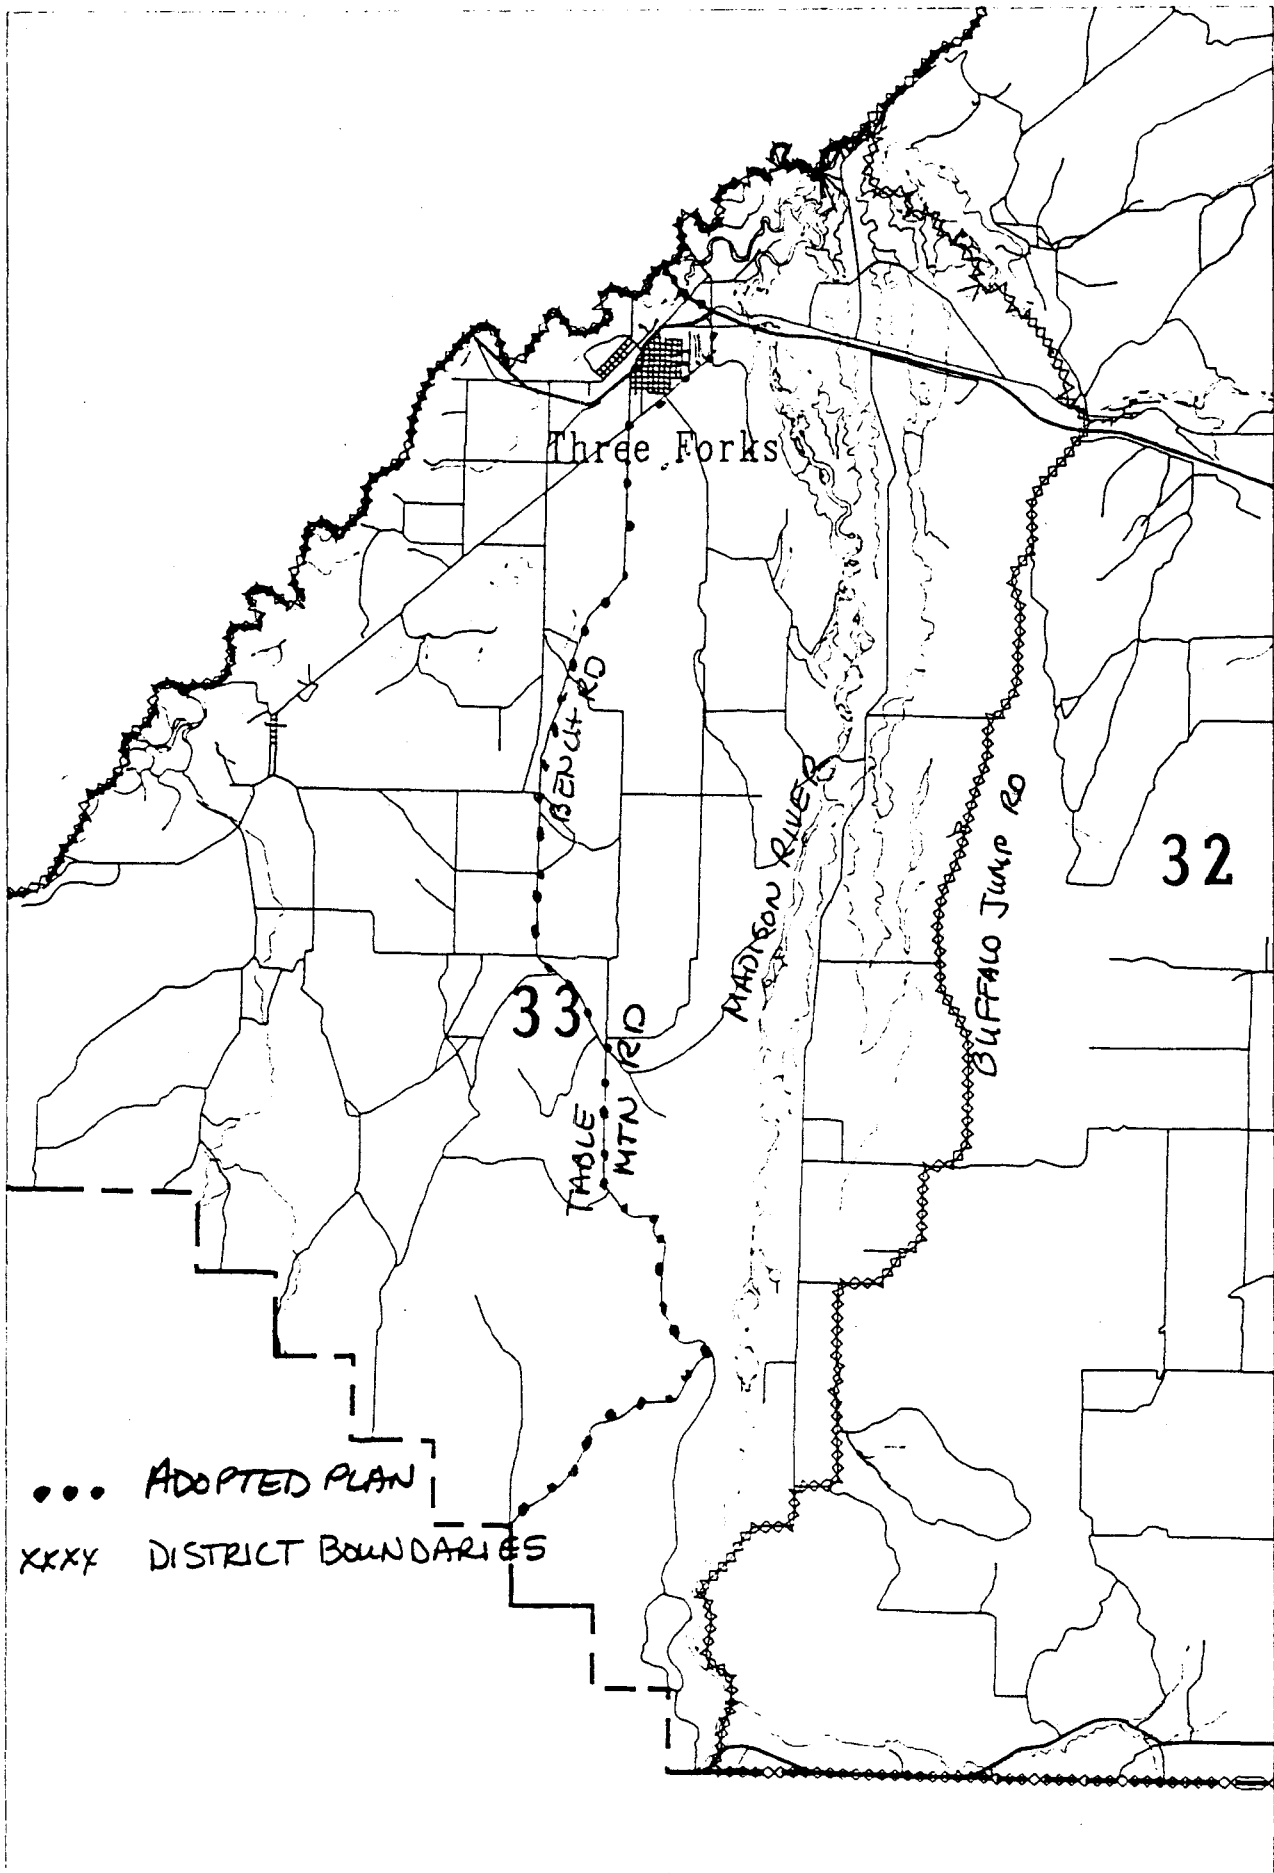 Three Forks
BENCH RD
MADISON RIVER
BUFFALO JUMP RD
32
33
TABLE MTN RD
••• ADOPTED PLAN
XXXX DISTRICT BOUNDARIES